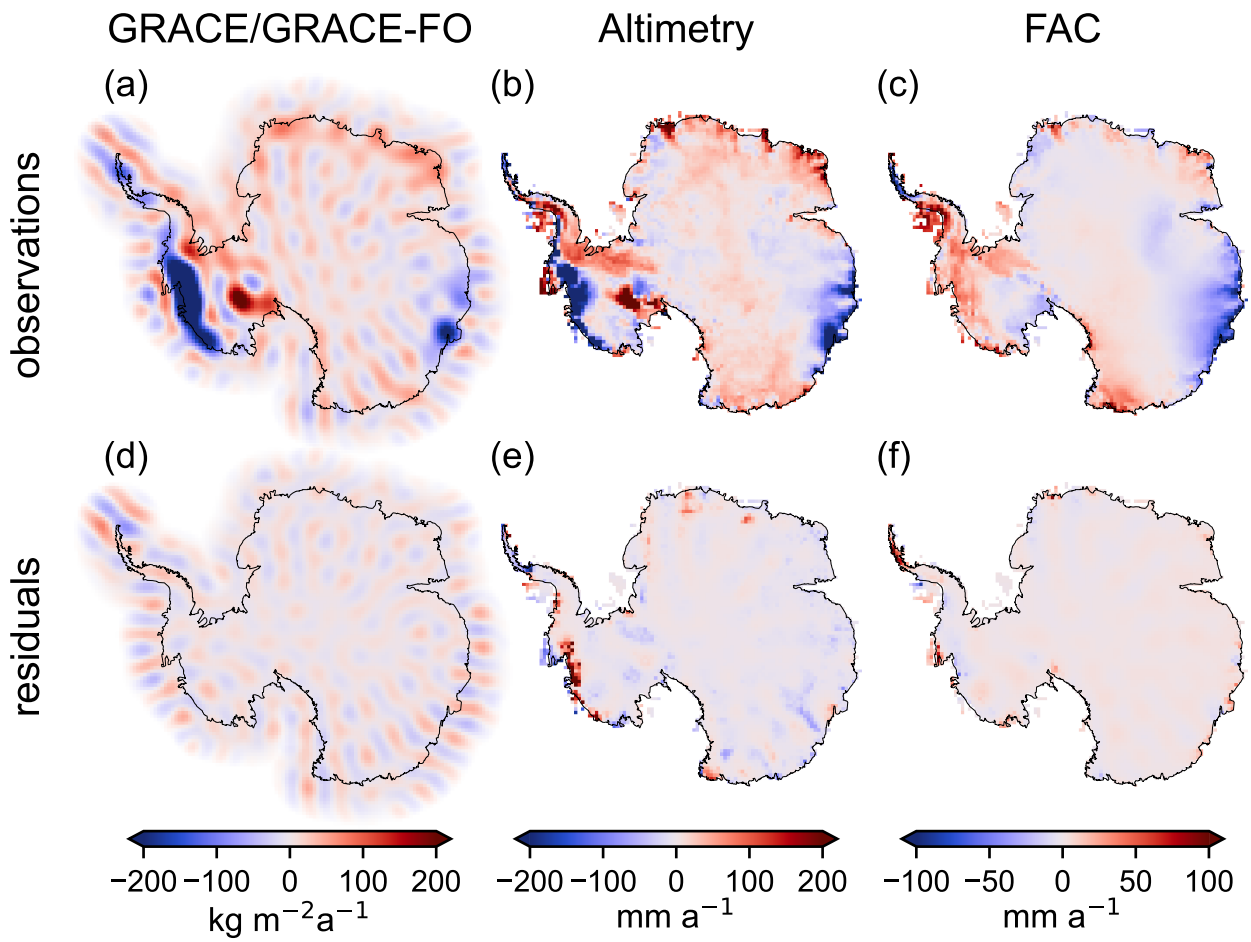 GRACE/GRACE-FO Altimetry FAC
(a) (b) (c)
observations
(d) (e) (f)
residuals
−200 −100 0 100 200 −200 −100 0 100 200 −100 −50 0 50 100
kg m⁻²a⁻¹ mm a⁻¹ mm a⁻¹